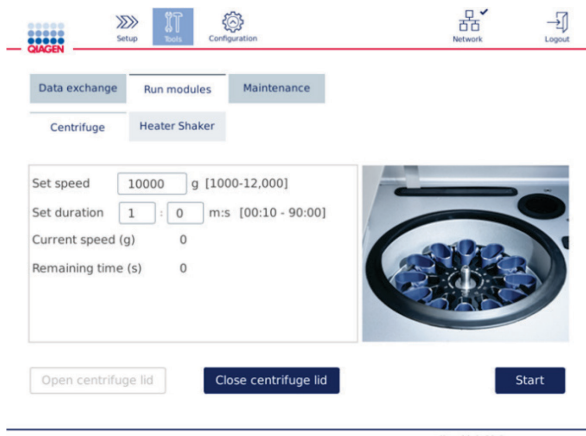 QIAGEN
Setup
Tools
Configuration
Network
Logout
Data exchange Run modules Maintenance
Centrifuge Heater Shaker
Set speed 10000 g [1000-12,000]
Set duration 1 : 0 m:s [00:10 - 90:00]
Current speed (g) 0
Remaining time (s) 0
Open centrifuge lid Close centrifuge lid Start